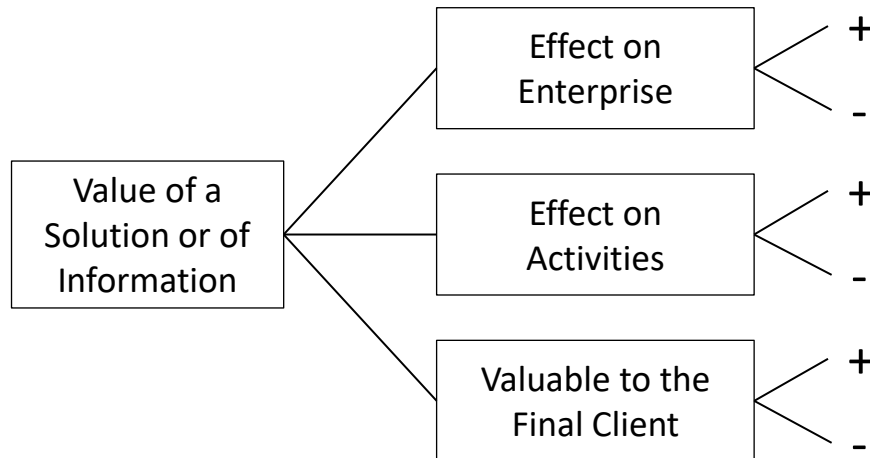 Value of a
Solution or of
Information
Effect on
Enterprise
+
-
Effect on
Activities
+
-
Valuable to the
Final Client
+
-